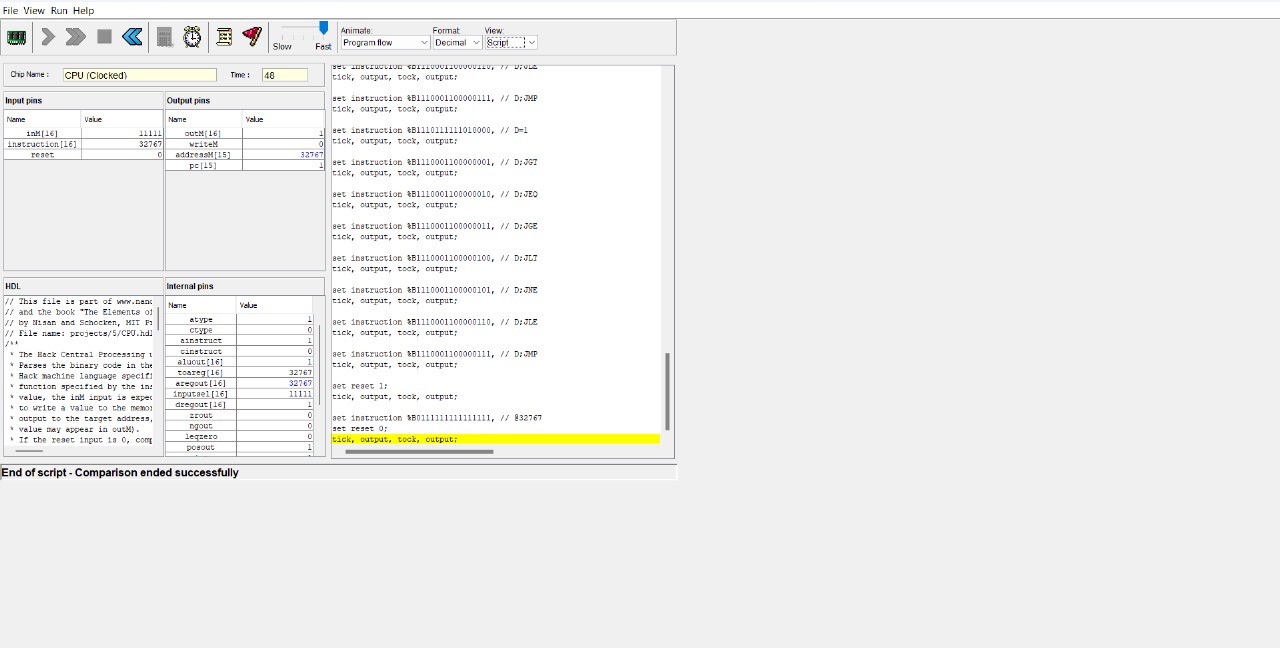 File View Run Help
Slow Fast
Animate: Format: View:
Program flow Decimal Script
Chip Name : CPU (Clocked) Time : 48
Input pins
Name Value
inM[16] 11111
instruction[16] 32767
reset 0
Output pins
Name Value
outM[16] 1
writeM 0
addressM[15] 32767
pc[15] 1
HDL
// This file is part of www.nand
// and the book "The Elements of
// by Nisan and Schocken, MIT Pr
// File name: projects/5/CPU.hdl
/**
* The Hack Central Processing u
* Parses the binary code in the
* Hack machine language specifi
* function specified by the ins
* value, the inM input is expec
* to write a value to the memor
* output to the target address,
* value may appear in outM).
* If the reset input is 0, comp
Internal pins
Name Value
atype 1
ctype 0
ainstruct 1
cinstruct 0
aluout[16] 1
toareg[16] 32767
aregout[16] 32767
inputsel[16] 11111
dregout[16] 1
zrout 0
ngout 0
leqzero 0
posout 1
set instruction %B1110001100000110, // D;JLE
tick, output, tock, output;
set instruction %B1110001100000111, // D;JMP
tick, output, tock, output;
set instruction %B1110111111010000, // D=1
tick, output, tock, output;
set instruction %B1110001100000001, // D;JGT
tick, output, tock, output;
set instruction %B1110001100000010, // D;JEQ
tick, output, tock, output;
set instruction %B1110001100000011, // D;JGE
tick, output, tock, output;
set instruction %B1110001100000100, // D;JLT
tick, output, tock, output;
set instruction %B1110001100000101, // D;JNE
tick, output, tock, output;
set instruction %B1110001100000110, // D;JLE
tick, output, tock, output;
set instruction %B1110001100000111, // D;JMP
tick, output, tock, output;
set reset 1;
tick, output, tock, output;
set instruction %B0111111111111111, // @32767
set reset 0;
tick, output, tock, output;
End of script - Comparison ended successfully